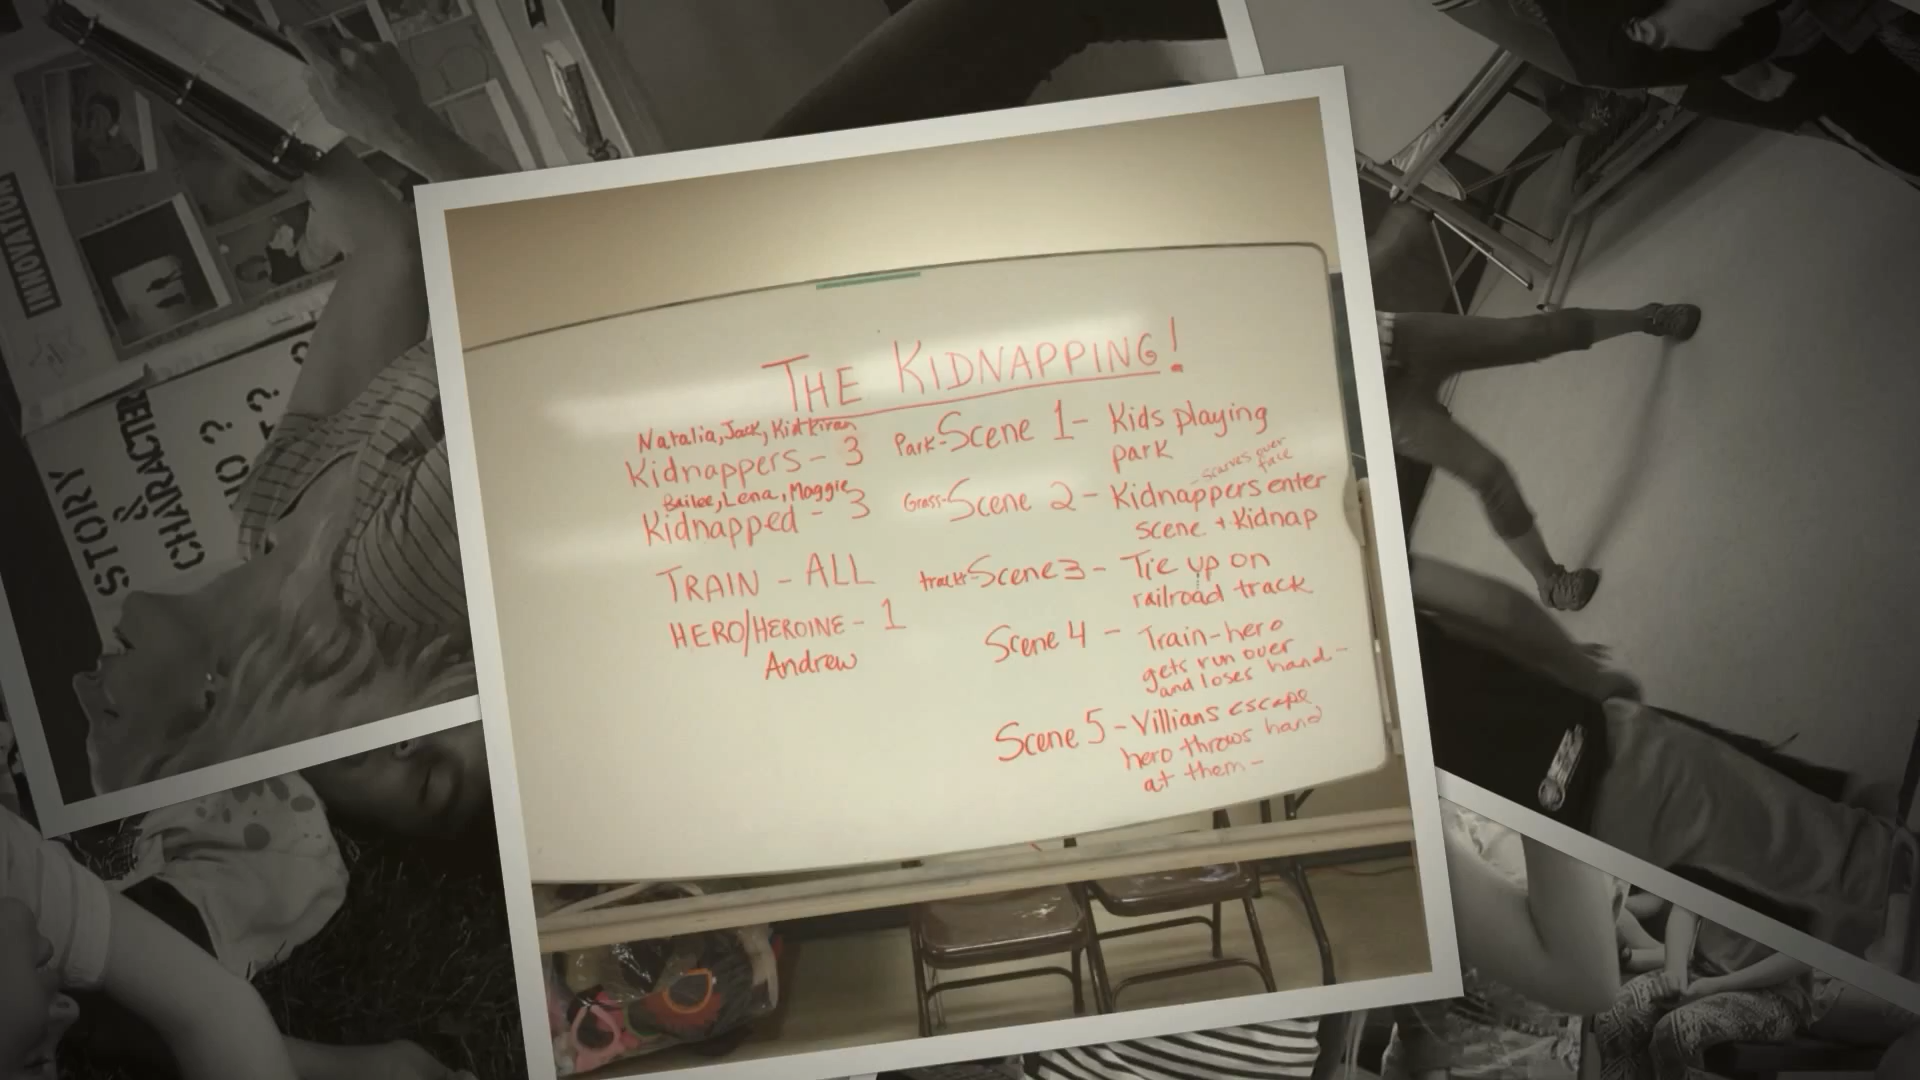 THE KIDNAPPING!
Natalia, Jack, Kiran
Kidnappers - 3
Bailee, Lena, Maggie
Kidnapped - 3
TRAIN - ALL
HERO/HEROINE - 1
Andrew
Park-Scene 1- Kids playing
park
- scarves over
face
Grass-Scene 2 - Kidnappers enter
scene + Kidnap
track-Scene 3 - Tie up on
railroad track
Scene 4 - Train-hero
gets run over
and loses hand-
Scene 5 - Villians escape
hero throws hand
at them -
INNOVATION
STORY
&
CHARACTER